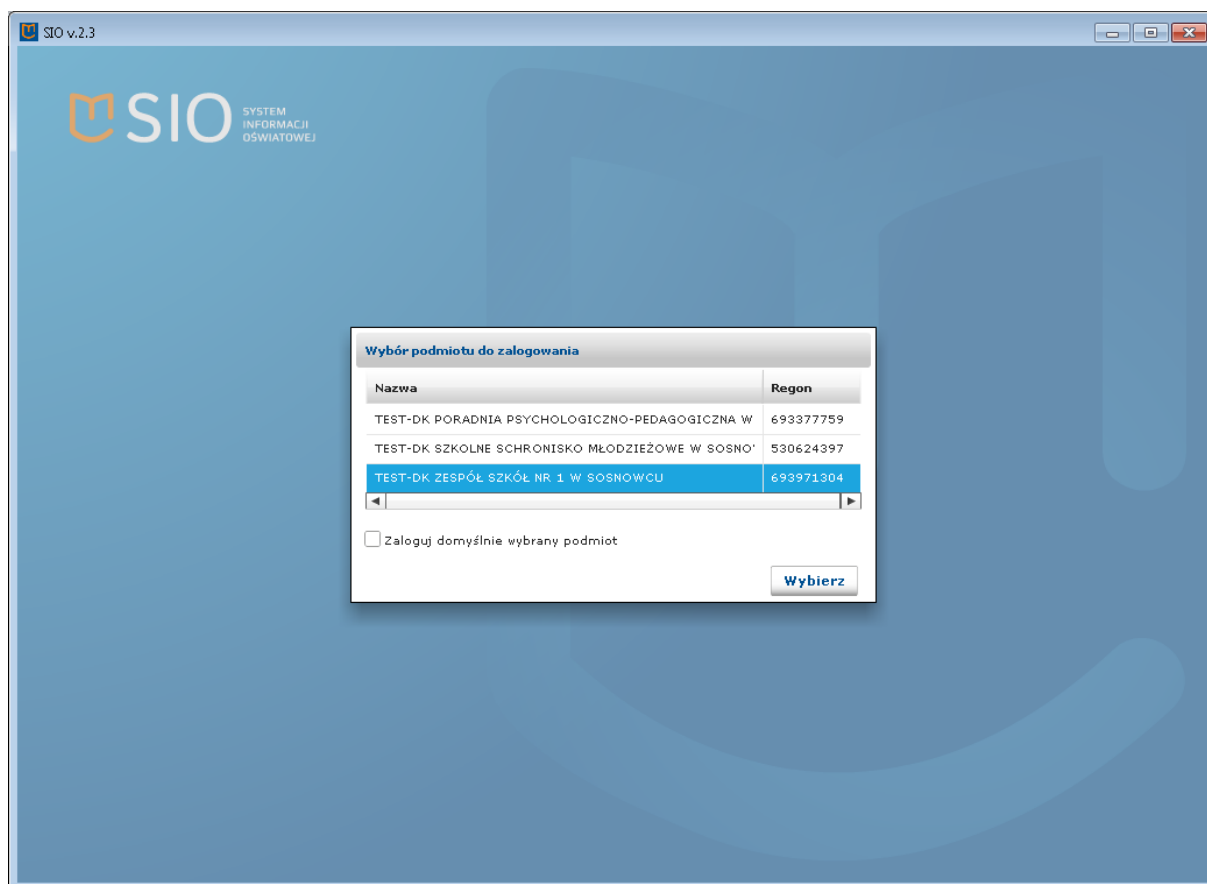 SIO v.2.3
SIO
SYSTEM
INFORMACJI
OŚWIATOWEJ
Wybór podmiotu do zalogowania
Nazwa Regon
TEST-DK PORADNIA PSYCHOLOGICZNO-PEDAGOGICZNA W 693377759
TEST-DK SZKOLNE SCHRONISKO MŁODZIEŻOWE W SOSNO 530624397
TEST-DK ZESPÓŁ SZKÓŁ NR 1 W SOSNOWCU 693971304
Zaloguj domyślnie wybrany podmiot
Wybierz